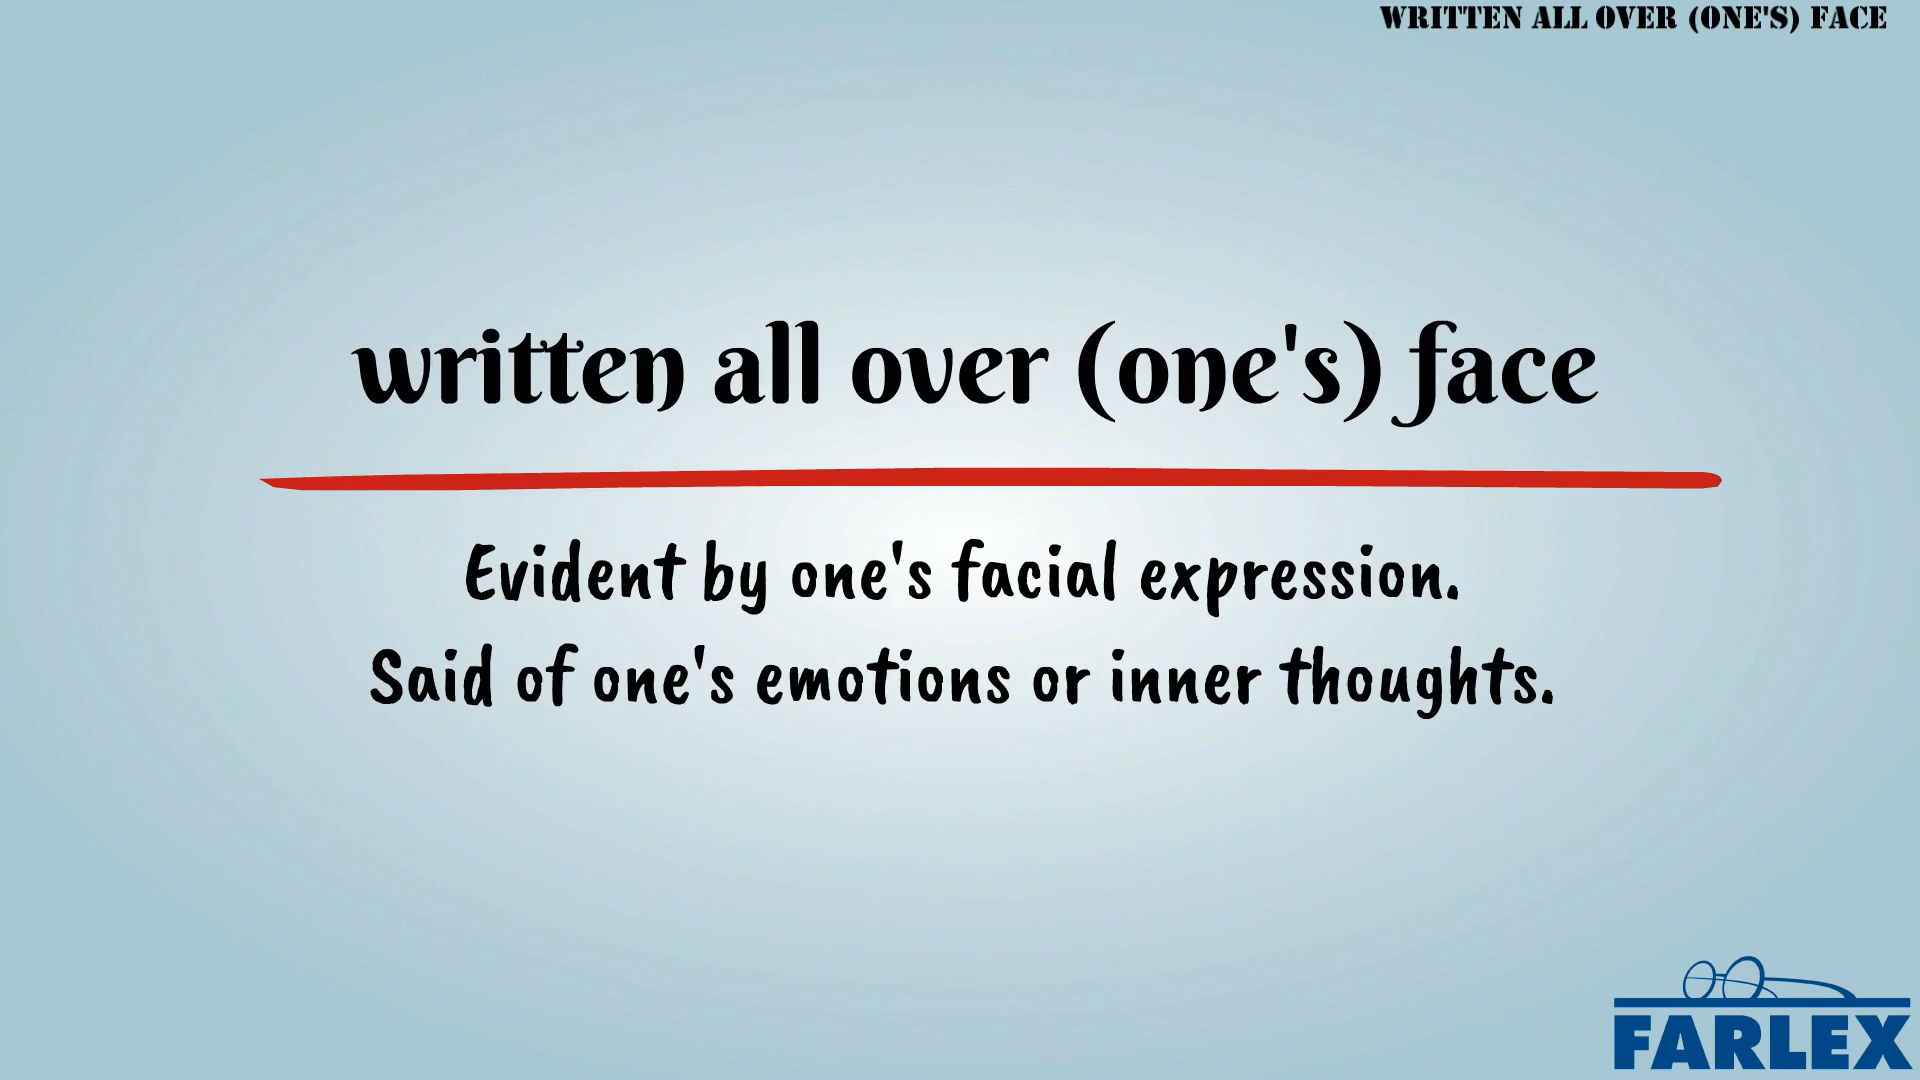 WRITTEN ALL OVER (ONE'S) FACE
written all over (one's) face
Evident by one's facial expression.
Said of one's emotions or inner thoughts.
FARLEX